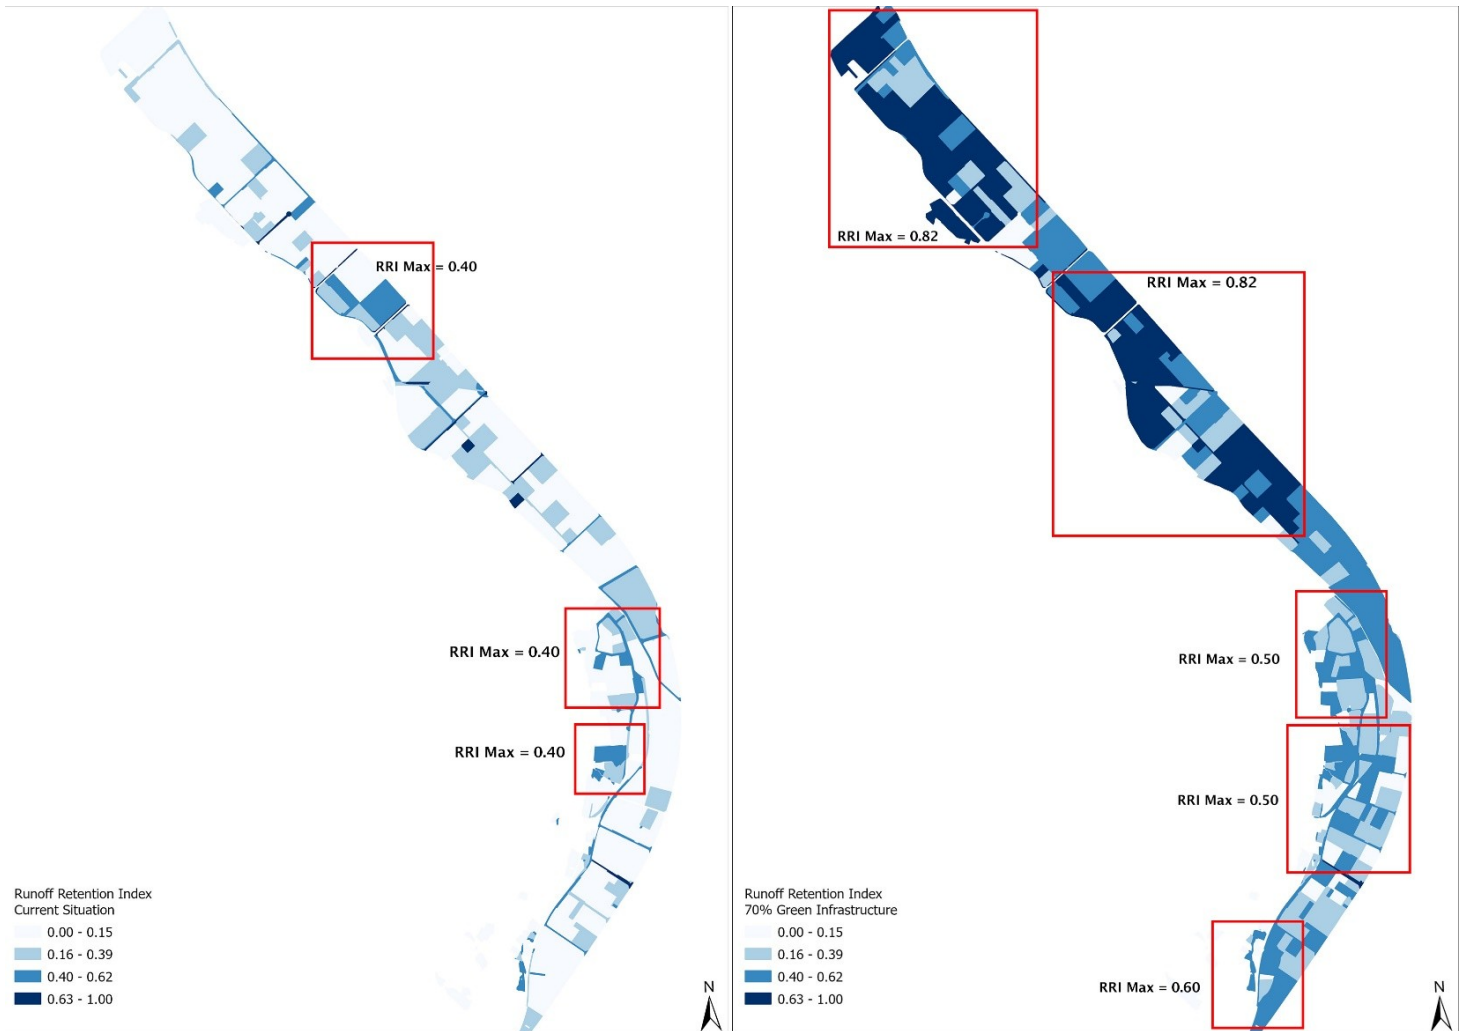 RRI Max = 0.40
RRI Max = 0.40
RRI Max = 0.40
Runoff Retention Index
Current Situation
0.00 - 0.15
0.16 - 0.39
0.40 - 0.62
0.63 - 1.00
N
RRI Max = 0.82
RRI Max = 0.82
RRI Max = 0.50
RRI Max = 0.50
Runoff Retention Index
70% Green Infrastructure
0.00 - 0.15
0.16 - 0.39
0.40 - 0.62
0.63 - 1.00
RRI Max = 0.60
N